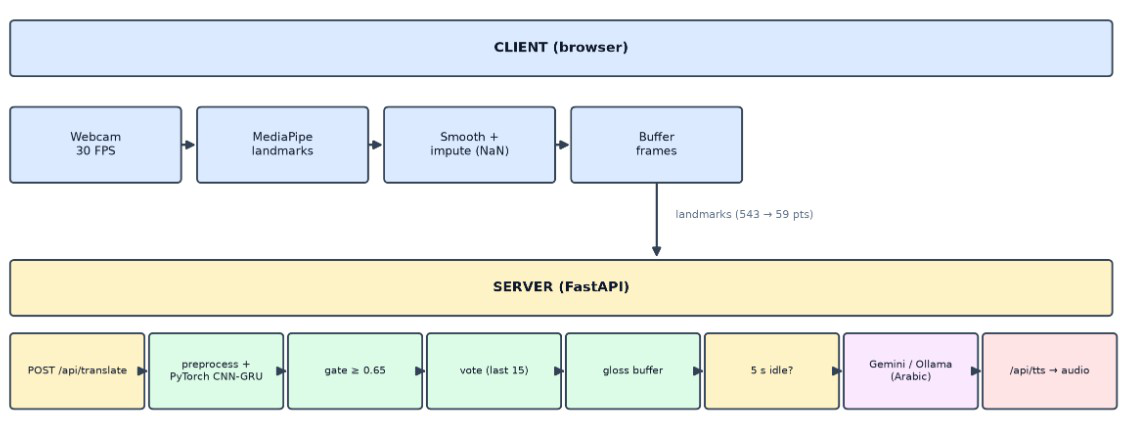 CLIENT (browser)
Webcam
30 FPS
MediaPipe
landmarks
Smooth +
impute (NaN)
Buffer
frames
landmarks (543 → 59 pts)
SERVER (FastAPI)
POST /api/translate
preprocess +
PyTorch CNN-GRU
gate ≥ 0.65
vote (last 15)
gloss buffer
5 s idle?
Gemini / Ollama
(Arabic)
/api/tts → audio